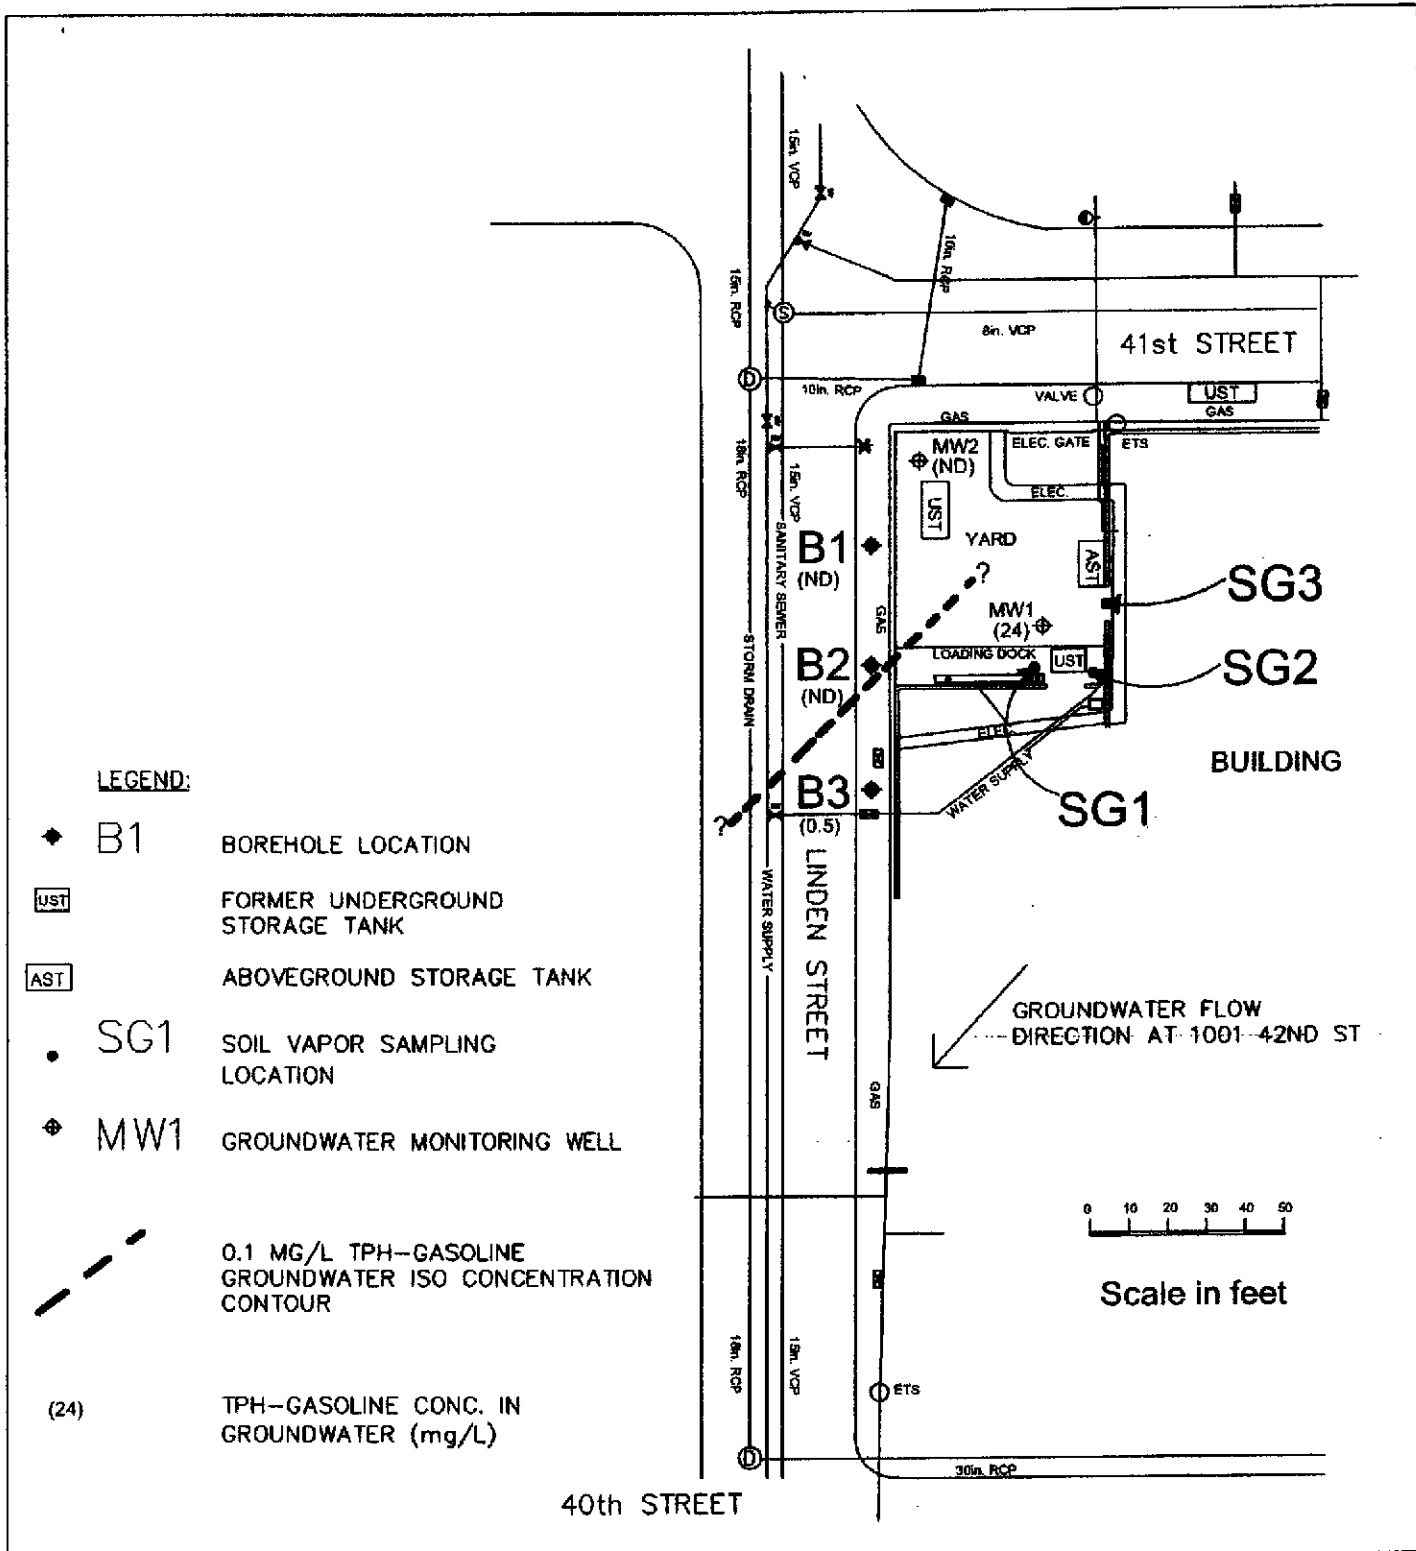 15in. VCP
10in. RCP
15in. RCP
S
8in. VCP
41st STREET
D
10in. RCP
VALVE
UST
GAS
GAS
MW2
(ND)
ELEC. GATE
ETS
18in. RCP
15in. VCP
ELEC.
UST
YARD
AST
B1
(ND)
SANITARY SEWER
?
SG3
GAS
MW1
(24)
STORM DRAIN
B2
(ND)
LOADING DOCK
UST
SG2
ELEC.
BUILDING
WATER SUPPLY
B3
(0.5)
SG1
?
LINDEN STREET
WATER SUPPLY
LEGEND:
B1
BOREHOLE LOCATION
UST
FORMER UNDERGROUND
STORAGE TANK
AST
ABOVEGROUND STORAGE TANK
SG1
SOIL VAPOR SAMPLING
LOCATION
MW1
GROUNDWATER MONITORING WELL
0.1 MG/L TPH-GASOLINE
GROUNDWATER ISO CONCENTRATION
CONTOUR
(24)
TPH-GASOLINE CONC. IN
GROUNDWATER (mg/L)
GROUNDWATER FLOW
DIRECTION AT 1001 42ND ST
GAS
0 10 20 30 40 50
Scale in feet
18in. RCP
15in. VCP
ETS
D
30in. RCP
40th STREET